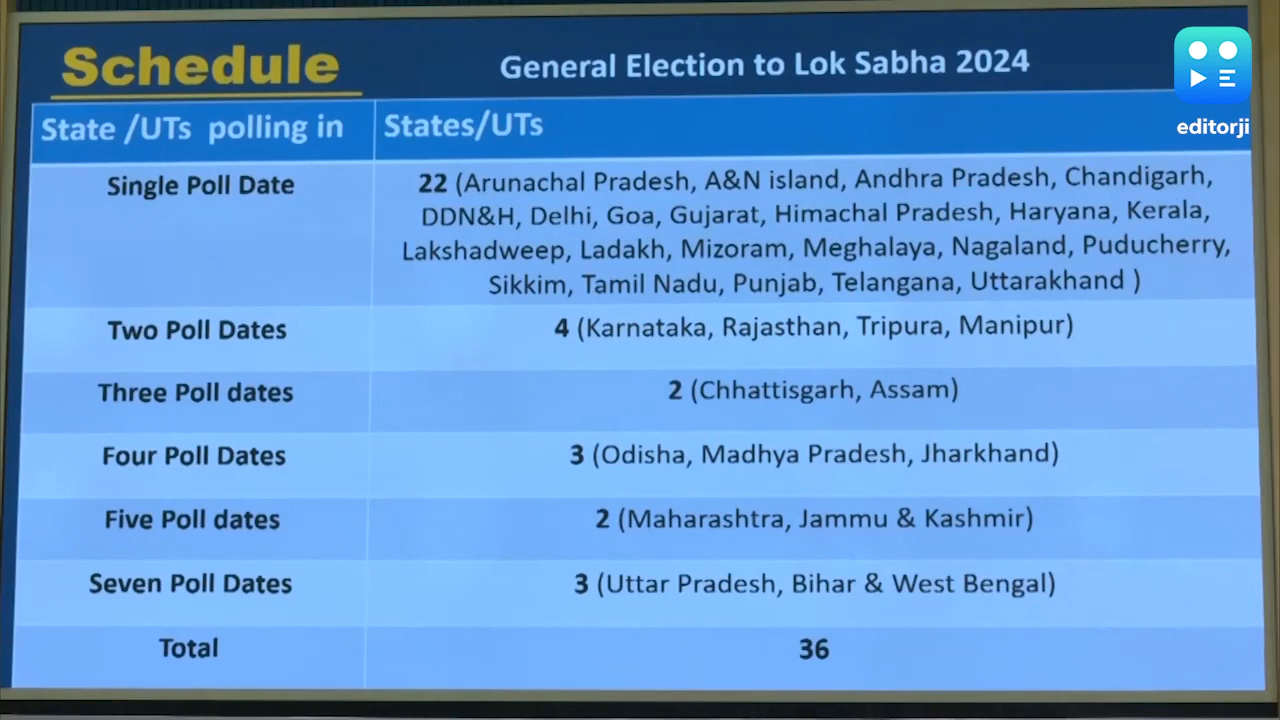 Schedule
General Election to Lok Sabha 2024
editorji
State /UTs polling in
States/UTs
Single Poll Date
22 (Arunachal Pradesh, A&N island, Andhra Pradesh, Chandigarh,
DDN&H, Delhi, Goa, Gujarat, Himachal Pradesh, Haryana, Kerala,
Lakshadweep, Ladakh, Mizoram, Meghalaya, Nagaland, Puducherry,
Sikkim, Tamil Nadu, Punjab, Telangana, Uttarakhand )
Two Poll Dates
4 (Karnataka, Rajasthan, Tripura, Manipur)
Three Poll dates
2 (Chhattisgarh, Assam)
Four Poll Dates
3 (Odisha, Madhya Pradesh, Jharkhand)
Five Poll dates
2 (Maharashtra, Jammu & Kashmir)
Seven Poll Dates
3 (Uttar Pradesh, Bihar & West Bengal)
Total
36